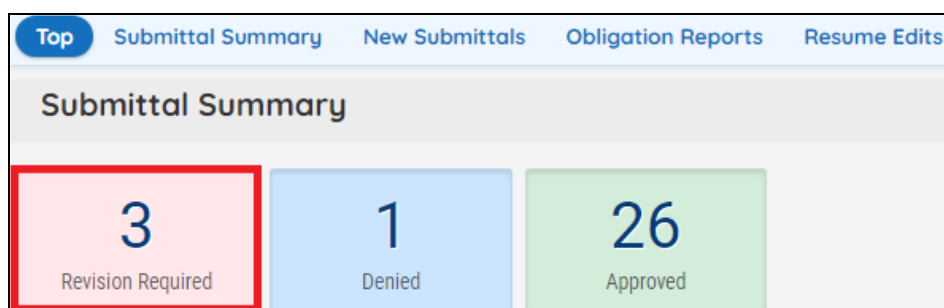 Top Submittal Summary New Submittals Obligation Reports Resume Edits
Submittal Summary
3 1 26
Revision Required Denied Approved